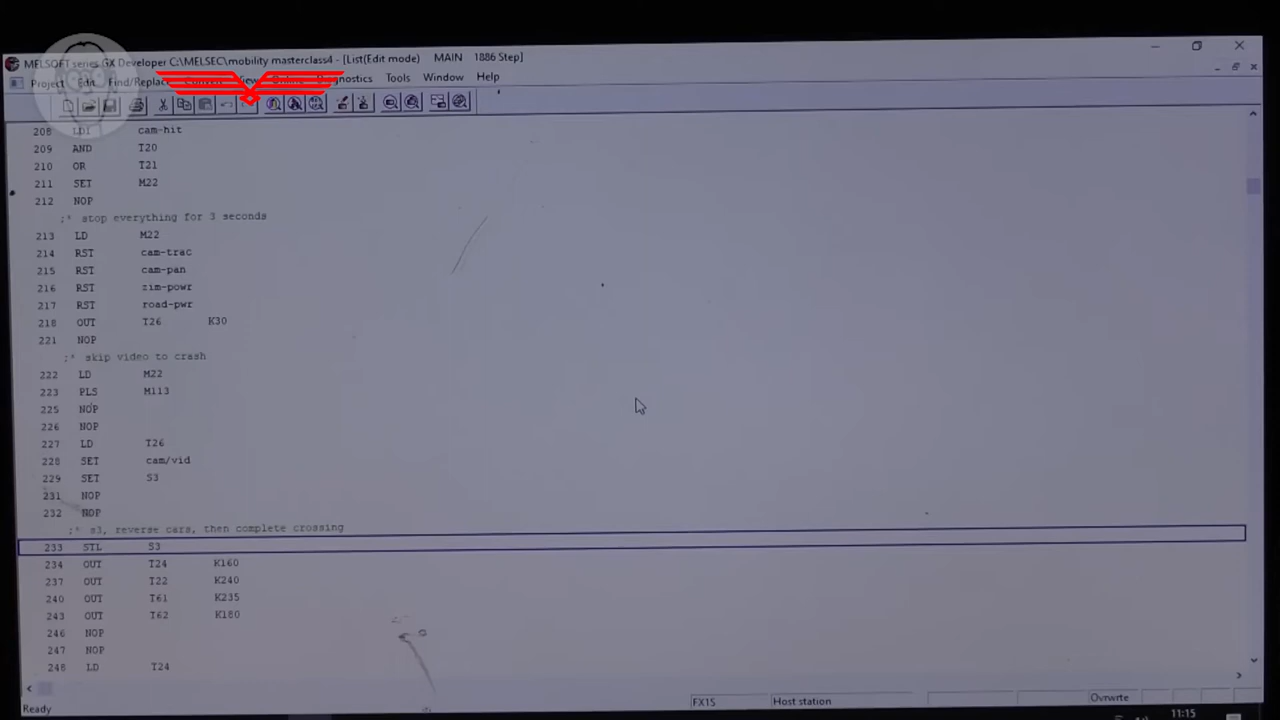 MELSOFT series GX Developer C:\MELSEC\mobility masterclass4 - [List(Edit mode) MAIN 1886 Step]
Project Edit Find/Replace View Diagnostics Tools Window Help
208 LDI cam-hit
209 AND T20
210 OR T21
211 SET M22
212 NOP
;* stop everything for 3 seconds
213 LD M22
214 RST cam-trac
215 RST cam-pan
216 RST zim-powr
217 RST road-pwr
218 OUT T26 K30
221 NOP
;* skip video to crash
222 LD M22
223 PLS M113
225 NOP
226 NOP
227 LD T26
228 SET cam/vid
229 SET S3
231 NOP
232 NOP
;* s3, reverse cars, then complete crossing
233 STL S3
234 OUT T24 K160
237 OUT T22 K240
240 OUT T61 K235
243 OUT T62 K180
246 NOP
247 NOP
248 LD T24
FX1S Host station Ovrwrte
Ready
11:15